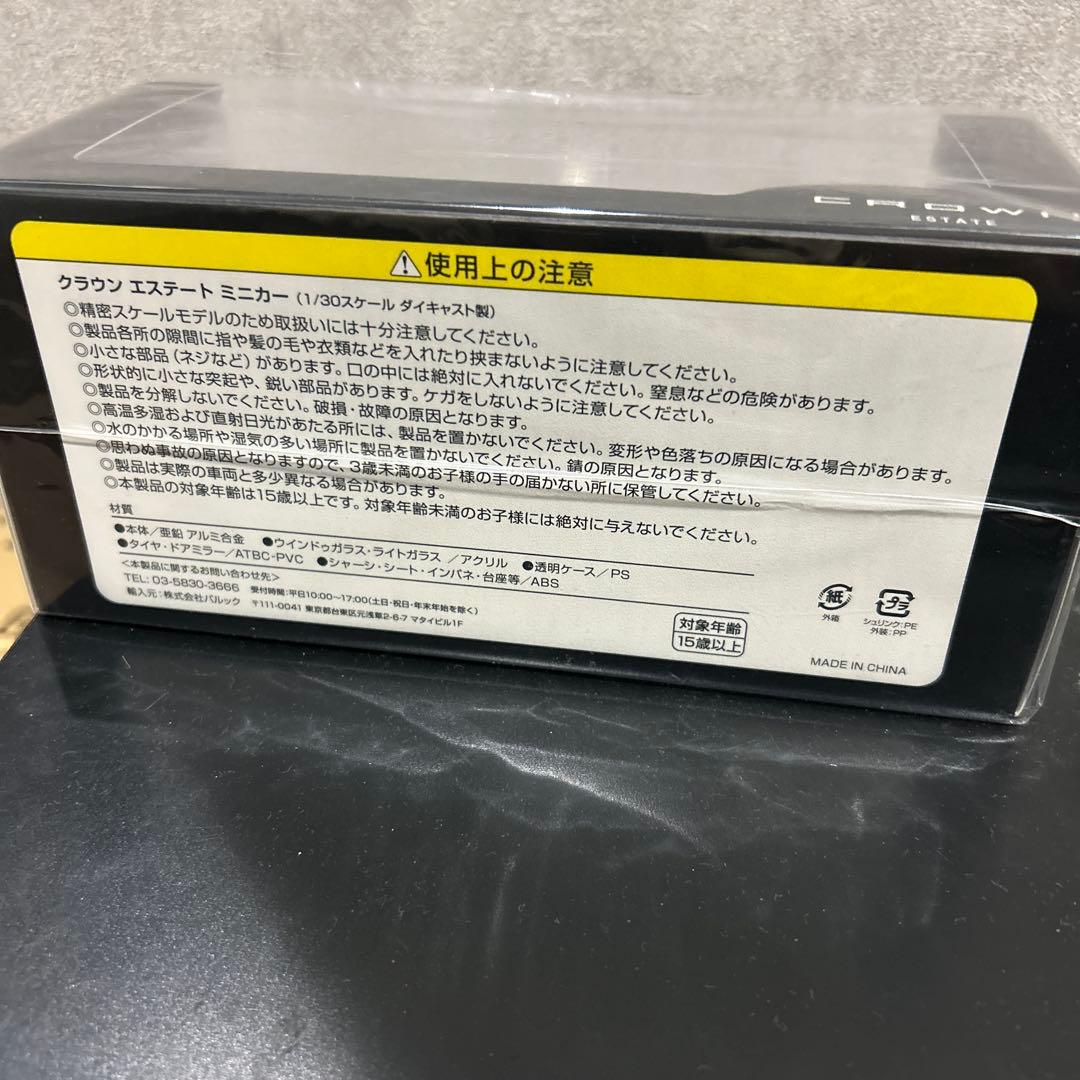 CROWN
ESTATE
⚠使用上の注意
クラウン エステート ミニカー (1/30スケール ダイキャスト製)
◎精密スケールモデルのため取扱いには十分注意してください。
◎製品各所の隙間に指や髪の毛や衣類などを入れたり挟まないように注意してください。
◎小さな部品(ネジなど)があります。口の中には絶対に入れないでください。窒息などの危険があります。
◎形状的に小さな突起や、鋭い部品があります。ケガをしないように注意してください。
◎製品を分解しないでください。破損・故障の原因となります。
◎高温多湿および直射日光があたる所には、製品を置かないでください。変形や色落ちの原因になる場合があります。
◎水のかかる場所や湿気の多い場所に製品を置かないでください。錆の原因となります。
◎思わぬ事故の原因となりますので、3歳未満のお子様の手の届かない所に保管してください。
◎製品は実際の車両と多少異なる場合があります。
◎本製品の対象年齢は15歳以上です。対象年齢未満のお子様には絶対に与えないでください。
材質
●本体/亜鉛 アルミ合金 ●ウインドゥガラス・ライトガラス /アクリル ●透明ケース/PS
●タイヤ・ドアミラー/ATBC-PVC ●シャーシ・シート・インパネ・台座等/ABS
<本製品に関するお問い合わせ先>
TEL: 03-5830-3666 受付時間:平日10:00〜17:00(土日・祝日・年末年始を除く)
輸入元:株式会社バルック 〒111-0041 東京都台東区元浅草2-6-7 マタイビル1F
対象年齢
15歳以上
紙
外箱
プラ
シュリンク:PE
外装:PP
MADE IN CHINA